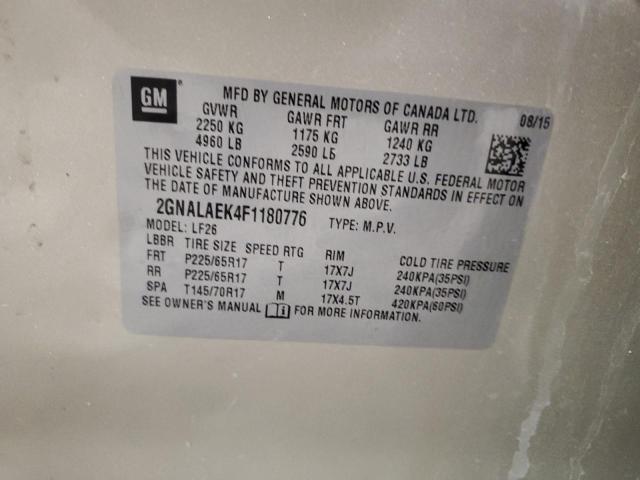 GM
MFD BY GENERAL MOTORS OF CANADA LTD. 08/15
GVWR GAWR FRT GAWR RR
2250 KG 1175 KG 1240 KG
4960 LB 2590 LB 2733 LB
THIS VEHICLE CONFORMS TO ALL APPLICABLE U.S. FEDERAL MOTOR
VEHICLE SAFETY AND THEFT PREVENTION STANDARDS IN EFFECT ON
THE DATE OF MANUFACTURE SHOWN ABOVE.
2GNALAEK4F1180776 TYPE: M.P.V.
MODEL: LF26
LBBR TIRE SIZE SPEED RTG RIM COLD TIRE PRESSURE
FRT P225/65R17 T 17X7J 240KPA(35PSI)
RR P225/65R17 T 17X7J 240KPA(35PSI)
SPA T145/70R17 M 17X4.5T 420KPA(60PSI)
SEE OWNER'S MANUAL FOR MORE INFORMATION.